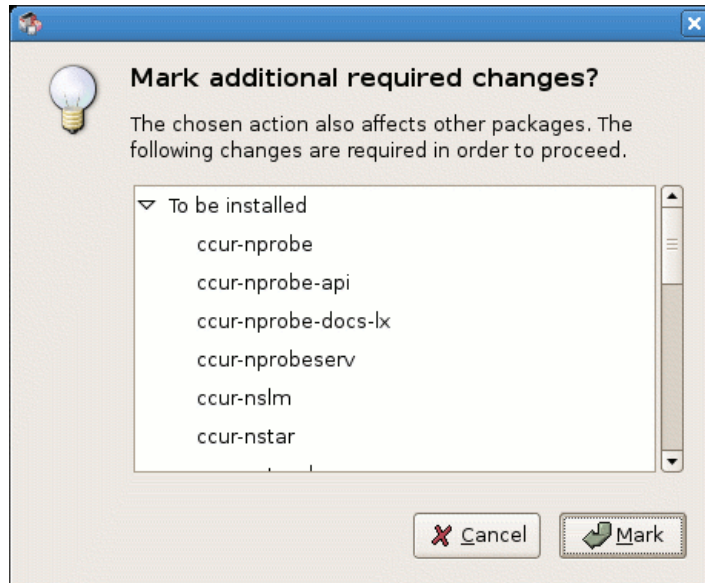 Mark additional required changes?
The chosen action also affects other packages. The
following changes are required in order to proceed.
To be installed
ccur-nprobe
ccur-nprobe-api
ccur-nprobe-docs-lx
ccur-nprobeserv
ccur-nslm
ccur-nstar
Cancel
Mark